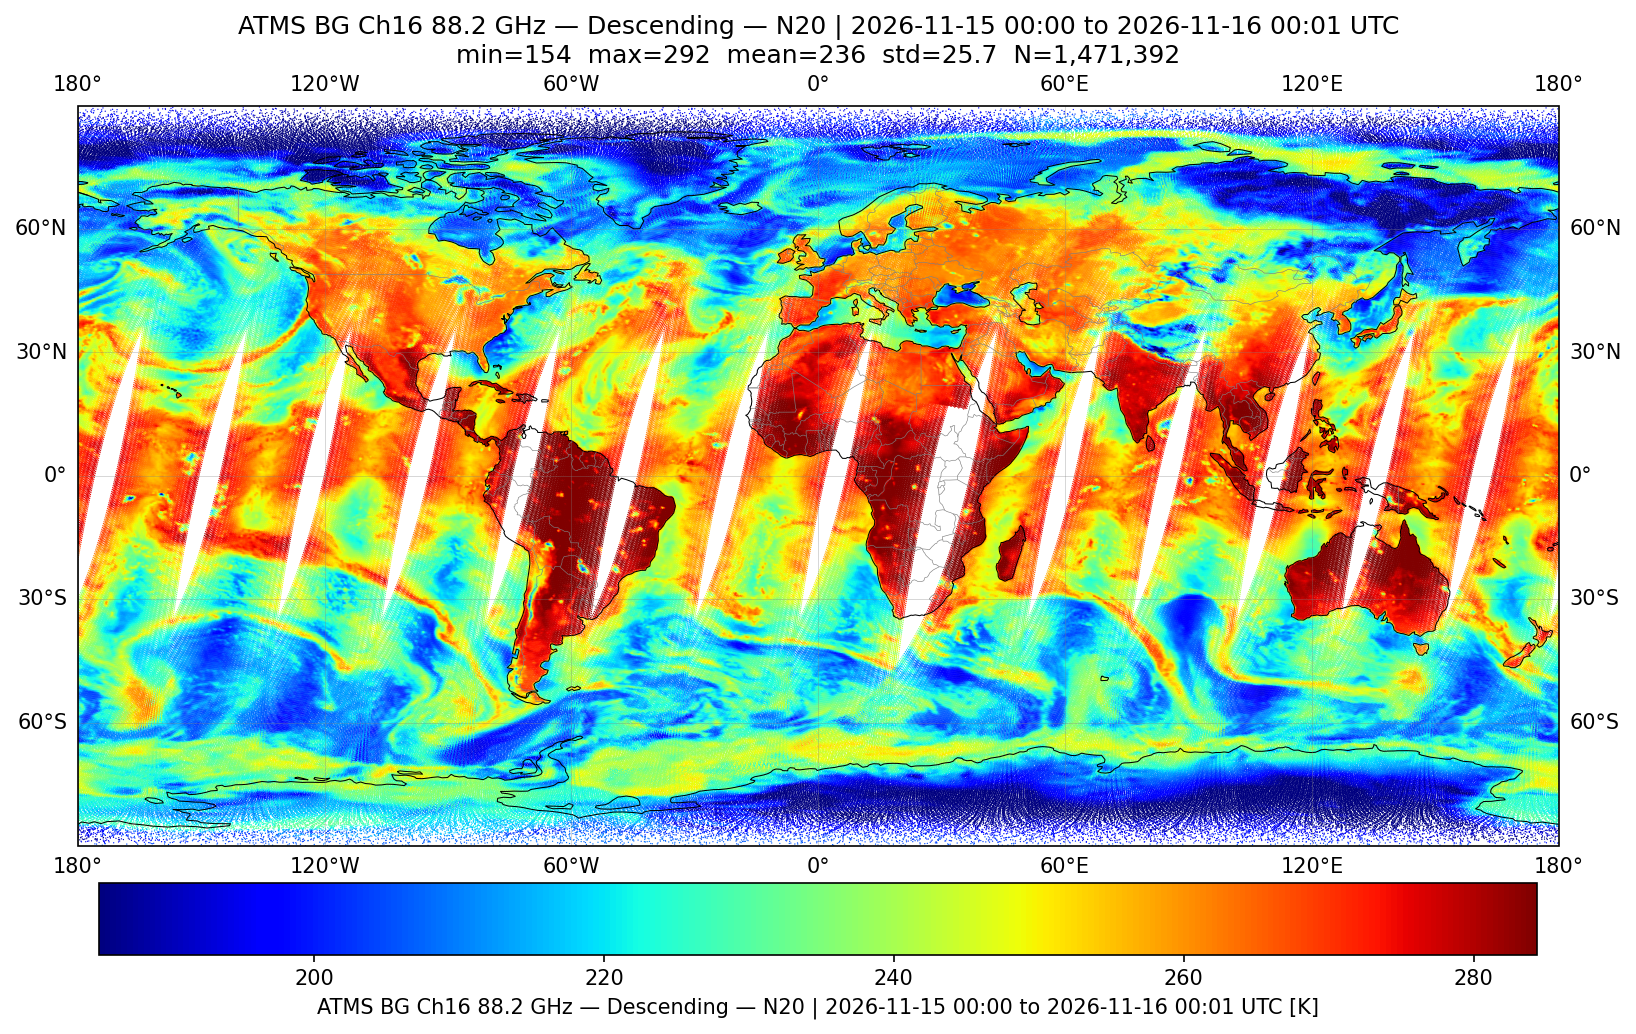 ATMS BG Ch16 88.2 GHz — Descending — N20 | 2026-11-15 00:00 to 2026-11-16 00:01 UTC
min=154  max=292  mean=236  std=25.7  N=1,471,392
180° 120°W 60°W 0° 60°E 120°E 180°
60°N 60°N
30°N 30°N
0° 0°
30°S 30°S
60°S 60°S
180° 120°W 60°W 0° 60°E 120°E 180°
200 220 240 260 280
ATMS BG Ch16 88.2 GHz — Descending — N20 | 2026-11-15 00:00 to 2026-11-16 00:01 UTC [K]